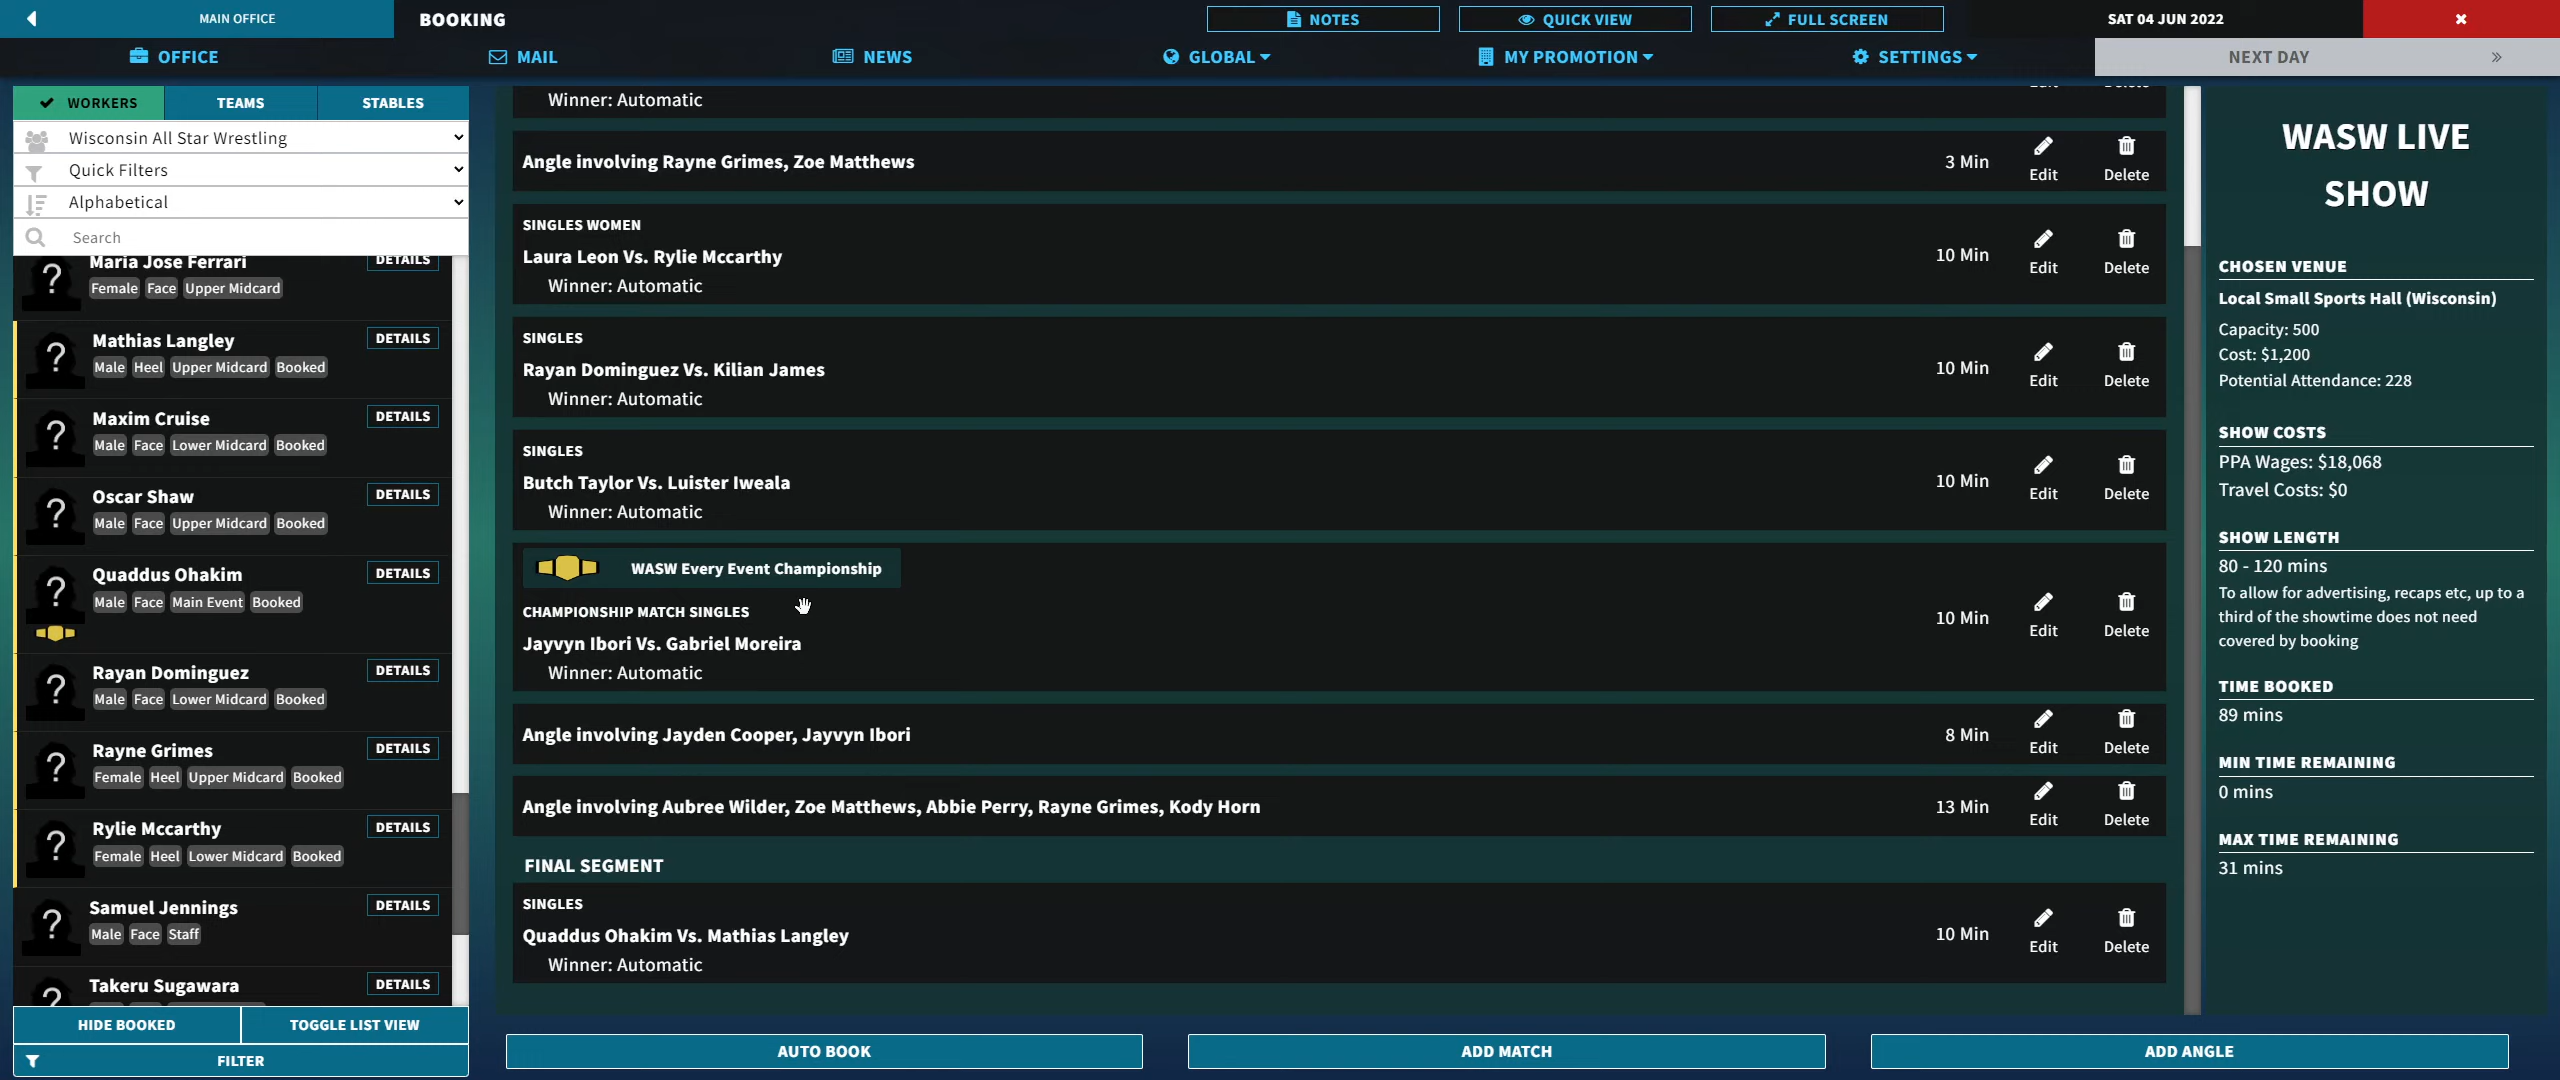 MAIN OFFICE
BOOKING
NOTES
QUICK VIEW
FULL SCREEN
SAT 04 JUN 2022
OFFICE
MAIL
NEWS
GLOBAL
MY PROMOTION
SETTINGS
NEXT DAY
WORKERS
TEAMS
STABLES
Wisconsin All Star Wrestling
Quick Filters
Alphabetical
Search
Maria Jose Ferrari
DETAILS
Female Face Upper Midcard
Mathias Langley
DETAILS
Male Heel Upper Midcard Booked
Maxim Cruise
DETAILS
Male Face Lower Midcard Booked
Oscar Shaw
DETAILS
Male Face Upper Midcard Booked
Quaddus Ohakim
DETAILS
Male Face Main Event Booked
Rayan Dominguez
DETAILS
Male Face Lower Midcard Booked
Rayne Grimes
DETAILS
Female Heel Upper Midcard Booked
Rylie Mccarthy
DETAILS
Female Heel Lower Midcard Booked
Samuel Jennings
DETAILS
Male Face Staff
Takeru Sugawara
DETAILS
HIDE BOOKED
TOGGLE LIST VIEW
FILTER
Winner: Automatic
Edit Delete
Angle involving Rayne Grimes, Zoe Matthews
3 Min
Edit Delete
SINGLES WOMEN
Laura Leon Vs. Rylie Mccarthy
Winner: Automatic
10 Min
Edit Delete
SINGLES
Rayan Dominguez Vs. Kilian James
Winner: Automatic
10 Min
Edit Delete
SINGLES
Butch Taylor Vs. Luister Iweala
Winner: Automatic
10 Min
Edit Delete
WASW Every Event Championship
CHAMPIONSHIP MATCH SINGLES
Jayvyn Ibori Vs. Gabriel Moreira
Winner: Automatic
10 Min
Edit Delete
Angle involving Jayden Cooper, Jayvyn Ibori
8 Min
Edit Delete
Angle involving Aubree Wilder, Zoe Matthews, Abbie Perry, Rayne Grimes, Kody Horn
13 Min
Edit Delete
FINAL SEGMENT
SINGLES
Quaddus Ohakim Vs. Mathias Langley
Winner: Automatic
10 Min
Edit Delete
AUTO BOOK
ADD MATCH
ADD ANGLE
WASW LIVE
SHOW
CHOSEN VENUE
Local Small Sports Hall (Wisconsin)
Capacity: 500
Cost: $1,200
Potential Attendance: 228
SHOW COSTS
PPA Wages: $18,068
Travel Costs: $0
SHOW LENGTH
80 - 120 mins
To allow for advertising, recaps etc, up to a
third of the showtime does not need
covered by booking
TIME BOOKED
89 mins
MIN TIME REMAINING
0 mins
MAX TIME REMAINING
31 mins